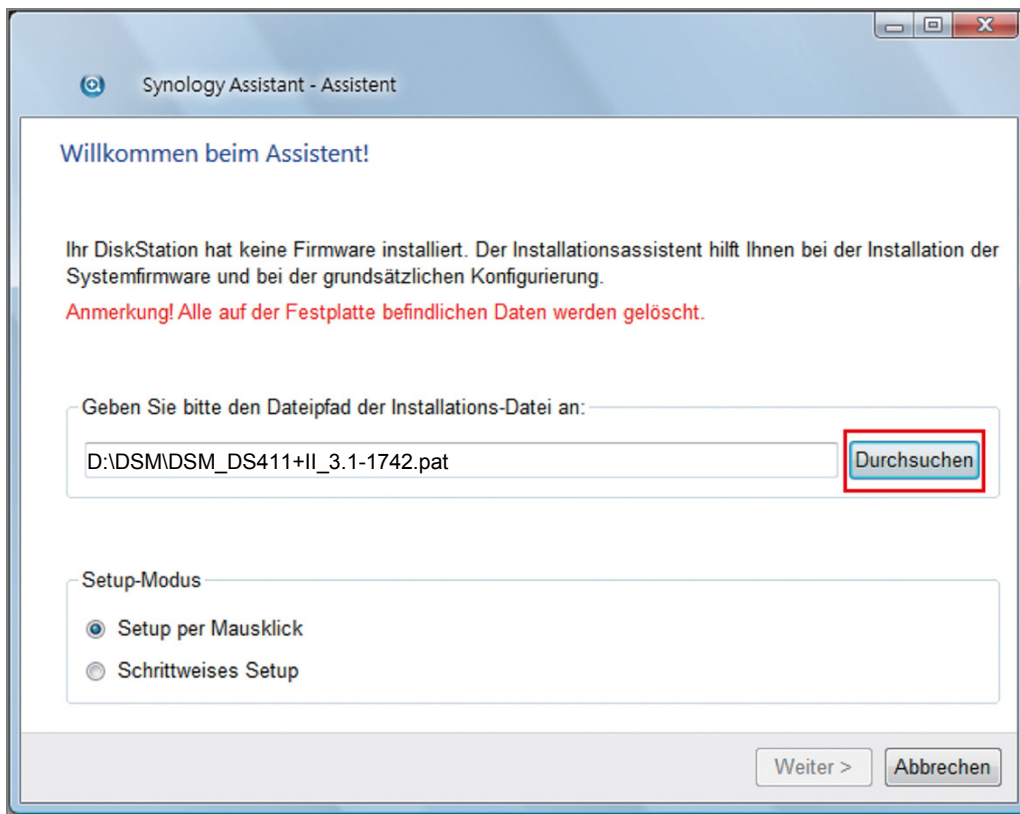 Synology Assistant - Assistent
Willkommen beim Assistent!
Ihr DiskStation hat keine Firmware installiert. Der Installationsassistent hilft Ihnen bei der Installation der
Systemfirmware und bei der grundsätzlichen Konfigurierung.
Anmerkung! Alle auf der Festplatte befindlichen Daten werden gelöscht.
Geben Sie bitte den Dateipfad der Installations-Datei an:
D:\DSM\DSM_DS411+II_3.1-1742.pat
Durchsuchen
Setup-Modus
Setup per Mausklick
Schrittweises Setup
Weiter >
Abbrechen